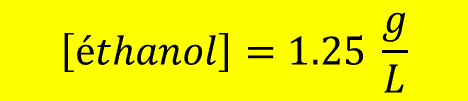 [éthanol] = 1.25 g/L